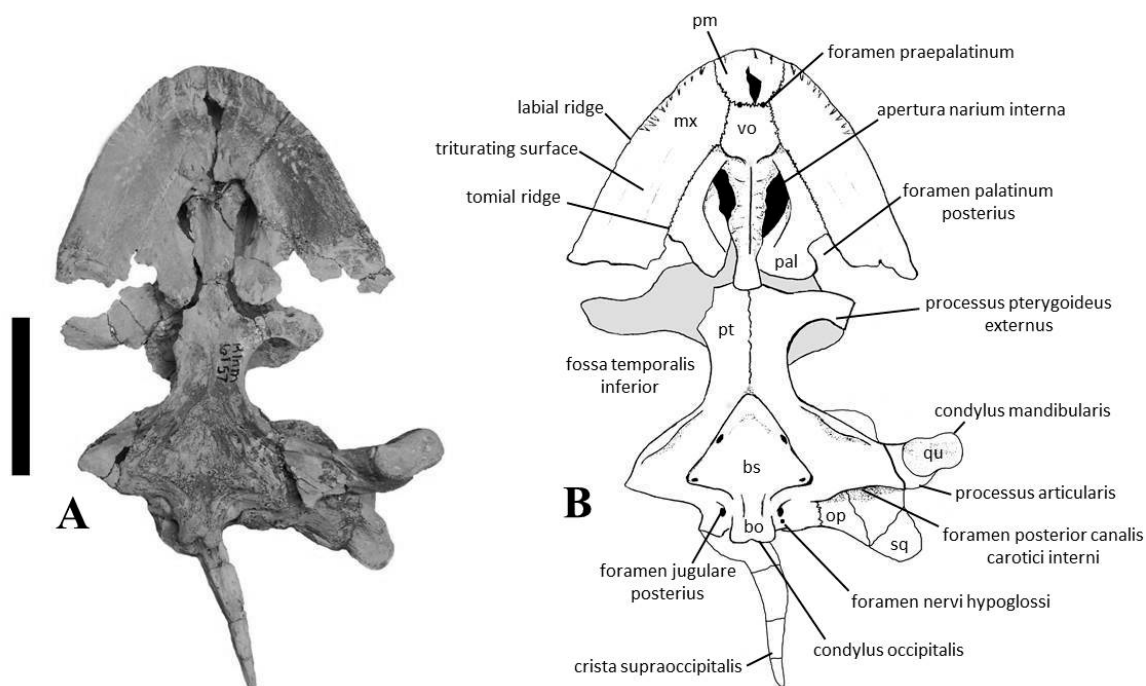 pm
foramen praepalatinum
labial ridge
mx
vo
apertura narium interna
triturating surface
foramen palatinum
posterius
tomial ridge
pal
processus pterygoideus
externus
pt
fossa temporalis
inferior
condylus mandibularis
qu
bs
processus articularis
A
B
op
bo
sq
foramen posterior canalis
carotici interni
foramen jugulare
posterius
foramen nervi hypoglossi
condylus occipitalis
crista supraoccipitalis